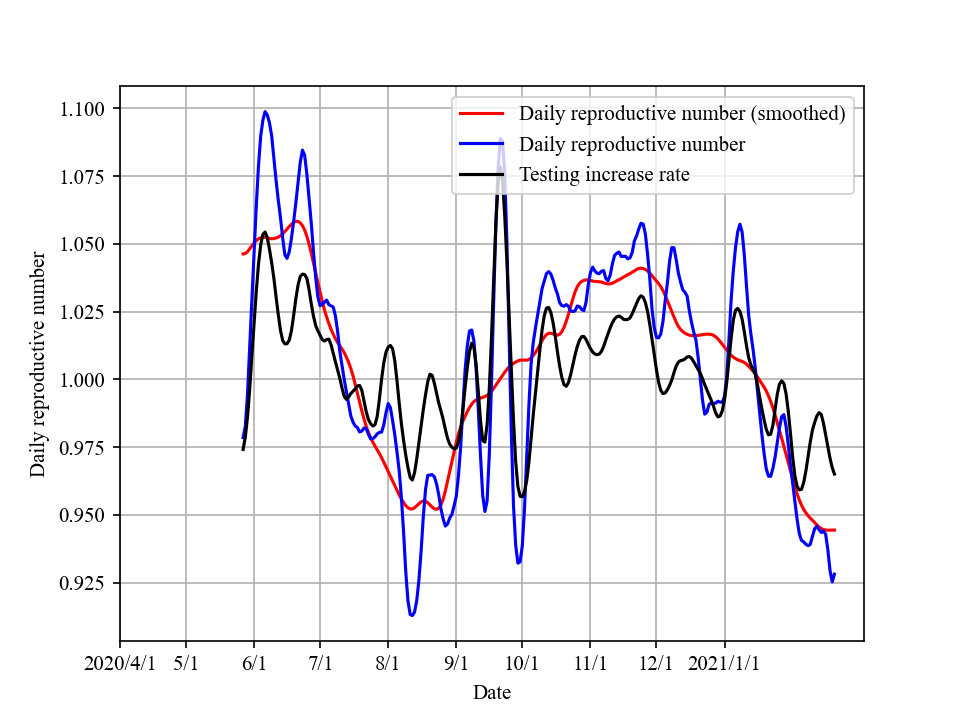 Daily reproductive number (smoothed)
Daily reproductive number
Testing increase rate
Daily reproductive number
1.100
1.075
1.050
1.025
1.000
0.975
0.950
0.925
2020/4/1 5/1 6/1 7/1 8/1 9/1 10/1 11/1 12/1 2021/1/1
Date